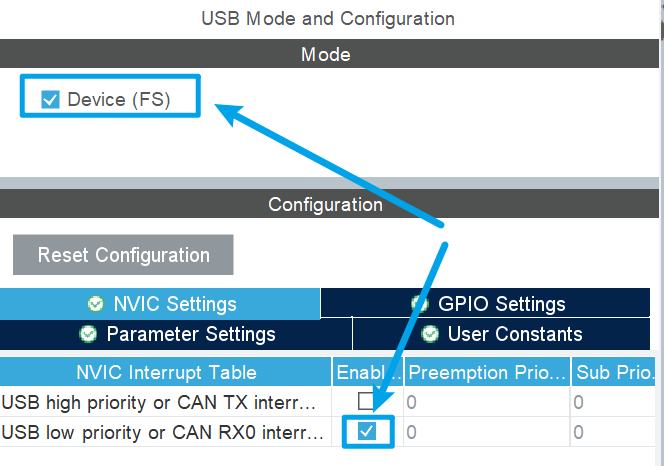 USB Mode and Configuration
Mode
Device (FS)
Configuration
Reset Configuration
NVIC Settings
GPIO Settings
Parameter Settings
User Constants
NVIC Interrupt Table Enabl... Preemption Prio... Sub Prio...
USB high priority or CAN TX interr... 0 0
USB low priority or CAN RX0 interr... 0 0